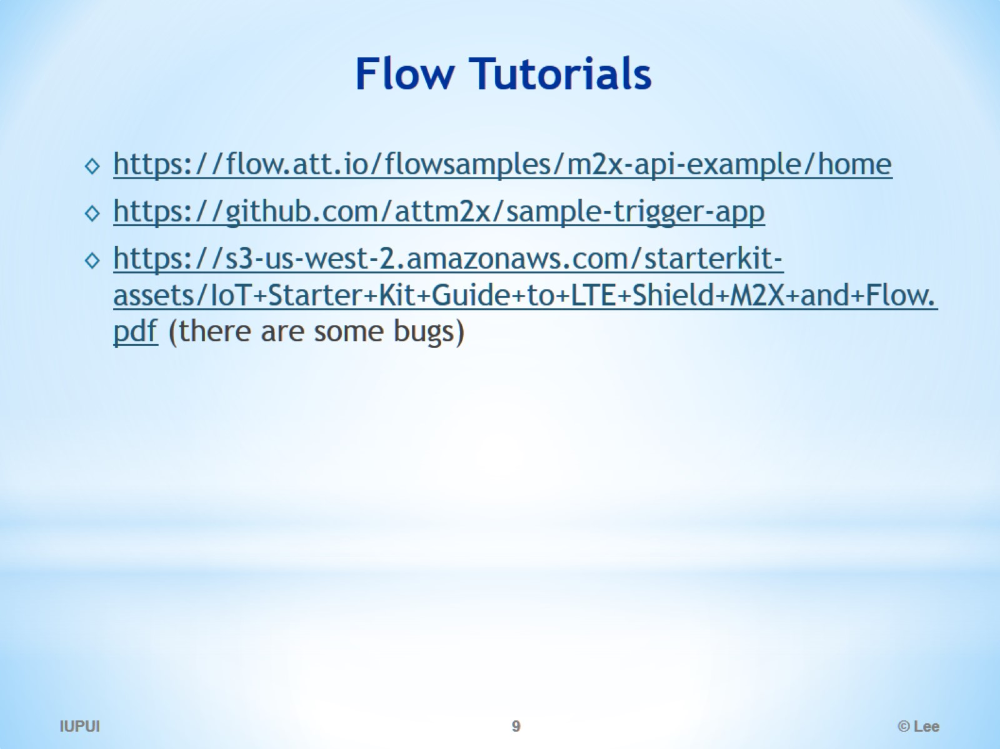 Flow Tutorials
◇ https://flow.att.io/flowsamples/m2x-api-example/home
◇ https://github.com/attm2x/sample-trigger-app
◇ https://s3-us-west-2.amazonaws.com/starterkit-
assets/IoT+Starter+Kit+Guide+to+LTE+Shield+M2X+and+Flow.
pdf (there are some bugs)
IUPUI
9
© Lee